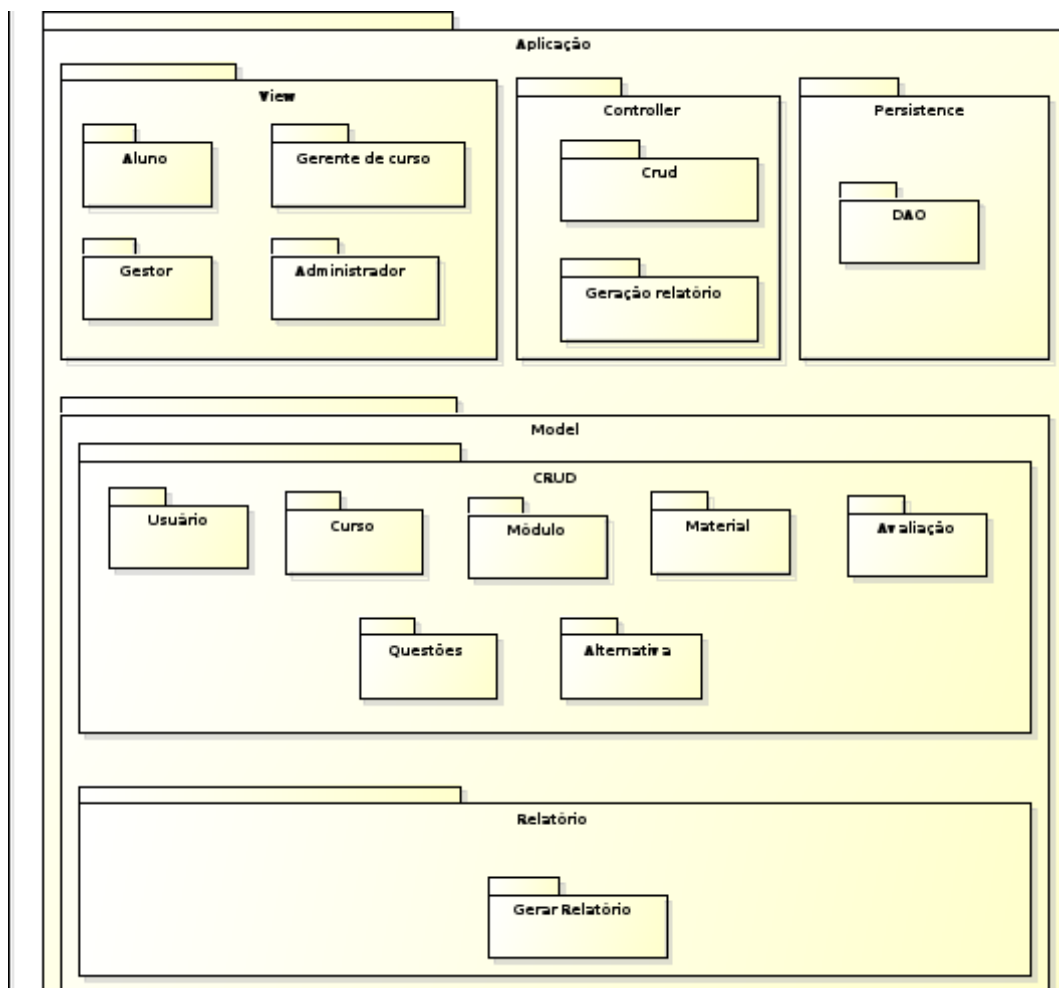 Aplicação
View
Aluno
Gerente de curso
Gestor
Administrador
Controller
Crud
Geração relatório
Persistence
DAO
Model
CRUD
Usuário
Curso
Módulo
Material
Avaliação
Questões
Alternativa
Relatório
Gerar Relatório